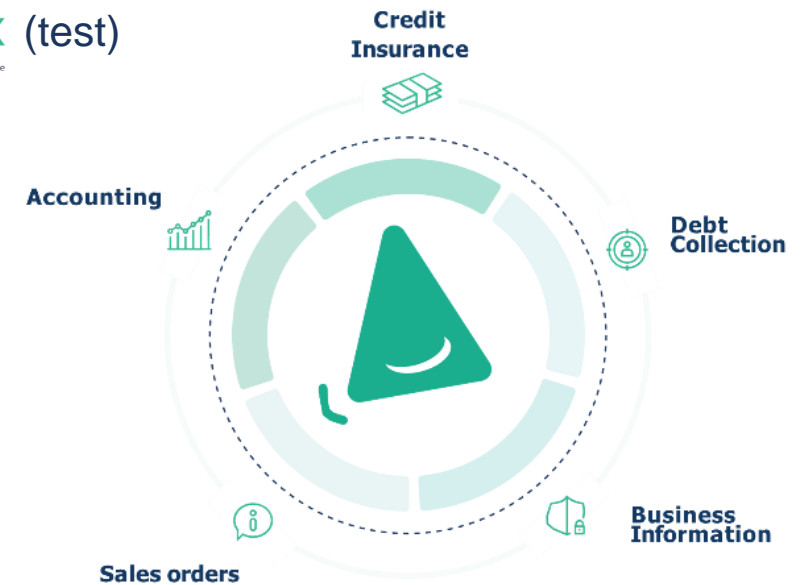 (test)
Credit
Insurance
Accounting
Debt
Collection
Business
Information
Sales orders